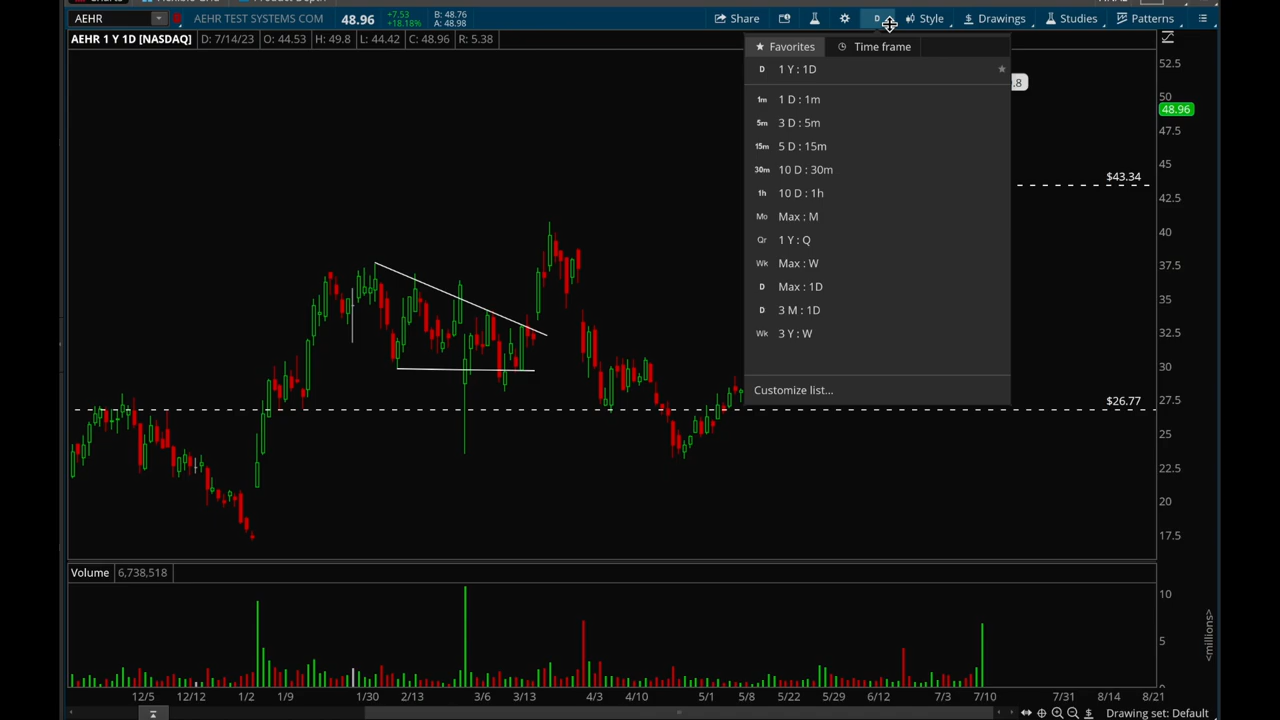 AEHR
AEHR TEST SYSTEMS COM
48.96
+7.53
+18.18%
B: 48.76
A: 48.98
Share
D
Style
Drawings
Studies
Patterns
AEHR 1 Y 1D [NASDAQ]
D: 7/14/23
O: 44.53
H: 49.8
L: 44.42
C: 48.96
R: 5.38
Favorites
Time frame
D 1 Y : 1D
1m 1 D : 1m
5m 3 D : 5m
15m 5 D : 15m
30m 10 D : 30m
1h 10 D : 1h
Mo Max : M
Qr 1 Y : Q
Wk Max : W
D Max : 1D
D 3 M : 1D
Wk 3 Y : W
Customize list...
.8
52.5
50
48.96
47.5
45
$43.34
42.5
40
37.5
35
32.5
30
$26.77
27.5
25
22.5
20
17.5
Volume
6,738,518
10
5
<millions>
12/5
12/12
1/2
1/9
1/30
2/13
3/6
3/13
4/3
4/10
5/1
5/8
5/22
5/29
6/12
7/3
7/10
7/31
8/14
8/21
Drawing set: Default